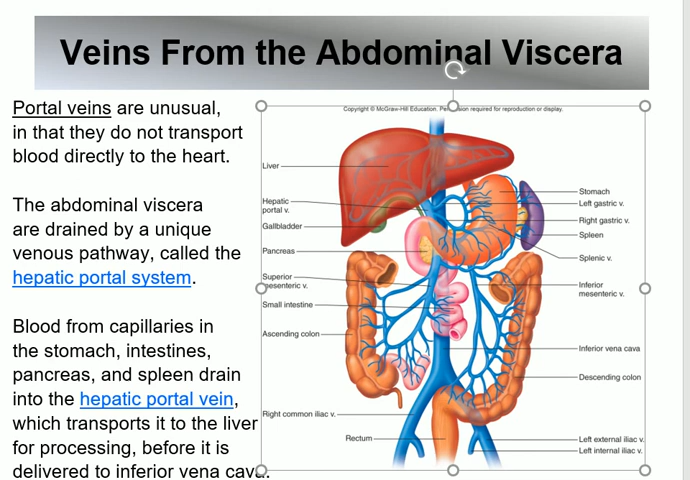 Veins From the Abdominal Viscera
Portal veins are unusual,
in that they do not transport
blood directly to the heart.
The abdominal viscera
are drained by a unique
venous pathway, called the
hepatic portal system.
Blood from capillaries in
the stomach, intestines,
pancreas, and spleen drain
into the hepatic portal vein,
which transports it to the liver
for processing, before it is
delivered to inferior vena cava.
Copyright © McGraw-Hill Education. Permission required for reproduction or display.
Liver
Hepatic
portal v.
Gallbladder
Pancreas
Superior
mesenteric v.
Small intestine
Ascending colon
Right common iliac v.
Rectum
Stomach
Left gastric v.
Right gastric v.
Spleen
Splenic v.
Inferior
mesenteric v.
Inferior vena cava
Descending colon
Left external iliac v.
Left internal iliac v.